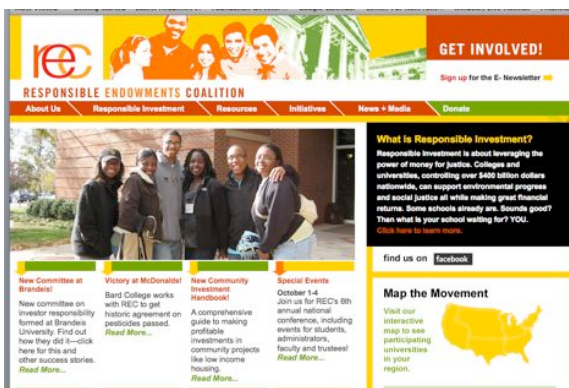 rec
GET INVOLVED!
Sign up for the E- Newsletter
RESPONSIBLE ENDOWMENTS COALITION
About Us
Responsible Investment
Resources
Initiatives
News + Media
Donate
What Is Responsible Investment?
Responsible Investment is about leveraging the
power of money for justice. Colleges and
universities, controlling over $400 billion dollars
nationwide, can support environmental progress
and social justice all while making great financial
returns. Some schools already are. Sounds good?
Then what is your school waiting for? YOU.
Click here to learn more.
find us on facebook
New Committee at
Brandeis!
New committee on
investor responsibility
formed at Brandeis
University. Find out
how they did it—click
here for this and
other success stories.
Read More...
Victory at McDonalds!
Bard College works
with REC to get
historic agreement on
pesticides passed.
Read More...
New Community
Investment
Handbook!
A comprehensive
guide to making
profitable
investments in
community projects
like low income
housing.
Read More...
Special Events
October 1-4
Join us for REC's 6th
annual national
conference, including
events for students,
administrators,
faculty and trustees!
Read More...
Map the Movement
Visit our
interactive
map to see
participating
universities
in your
region.